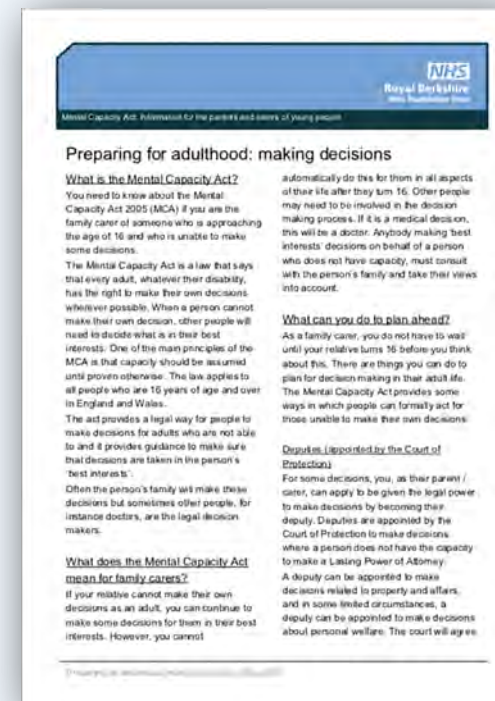 NHS
Royal Berkshire
NHS Foundation Trust
Mental Capacity Act: Information for the parents and carers of young people
Preparing for adulthood: making decisions
What is the Mental Capacity Act?
You need to know about the Mental
Capacity Act 2005 (MCA) if you are the
family carer of someone who is approaching
the age of 16 and who is unable to make
some decisions.
The Mental Capacity Act is a law that says
that every adult, whatever their disability,
has the right to make their own decisions
wherever possible. When a person cannot
make their own decision, other people will
need to decide what is in their best
interests. One of the main principles of the
MCA is that capacity should be assumed
until proven otherwise. The law applies to
all people who are 16 years of age and over
in England and Wales.
The act provides a legal way for people to
make decisions for adults who are not able
to and it provides guidance to make sure
that decisions are taken in the person's
'best interests'.
Often the person's family will make these
decisions but sometimes other people, for
instance doctors, are the legal decision
makers.
What does the Mental Capacity Act
mean for family carers?
If your relative cannot make their own
decisions as an adult, you can continue to
make some decisions for them in their best
interests. However, you cannot
automatically do this for them in all aspects
of their life after they turn 16. Other people
may need to be involved in the decision
making process. If it is a medical decision,
this will be a doctor. Anybody making 'best
interests' decisions on behalf of a person
who does not have capacity, must consult
with the person's family and take their views
into account.
What can you do to plan ahead?
As a family carer, you do not have to wait
until your relative turns 16 before you think
about this. There are things you can do to
plan for decision making in their adult life.
The Mental Capacity Act provides some
ways in which people can formally act for
those unable to make their own decisions.
Deputies (appointed by the Court of
Protection)
For some decisions, you, as their parent /
carer, can apply to be given the legal power
to make decisions by becoming their
deputy. Deputies are appointed by the
Court of Protection to make decisions
where a person does not have the capacity
to make a Lasting Power of Attorney.
A deputy can be appointed to make
decisions related to property and affairs,
and in some limited circumstances, a
deputy can be appointed to make decisions
about personal welfare. The court will agree